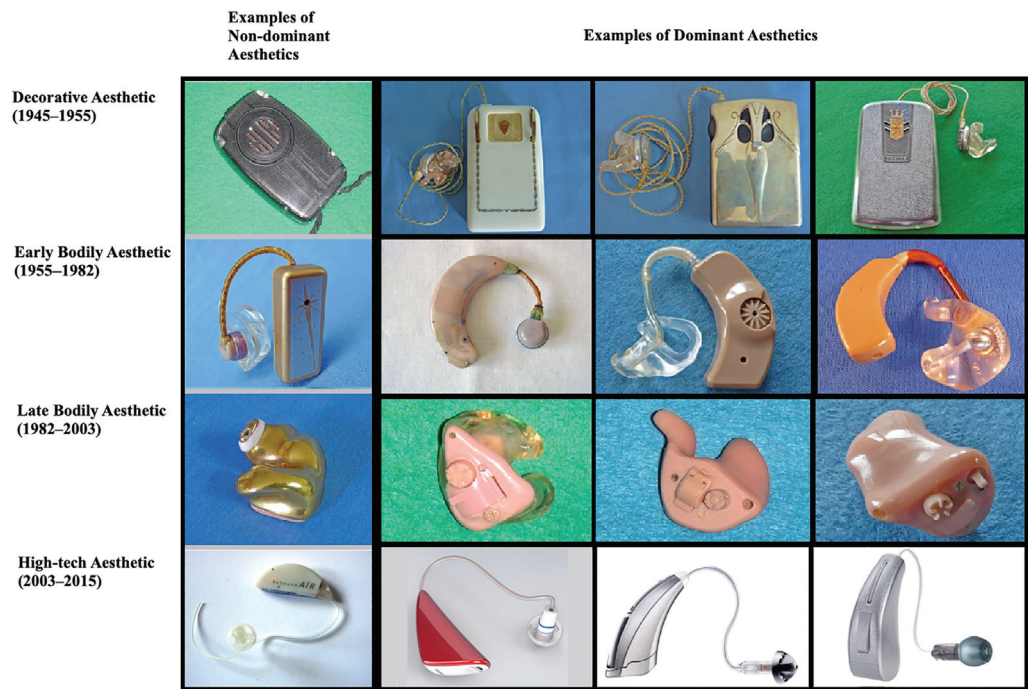 Examples of
Non-dominant
Aesthetics
Examples of Dominant Aesthetics
Decorative Aesthetic
(1945–1955)
Early Bodily Aesthetic
(1955–1982)
Late Bodily Aesthetic
(1982–2003)
High-tech Aesthetic
(2003–2015)
AIR